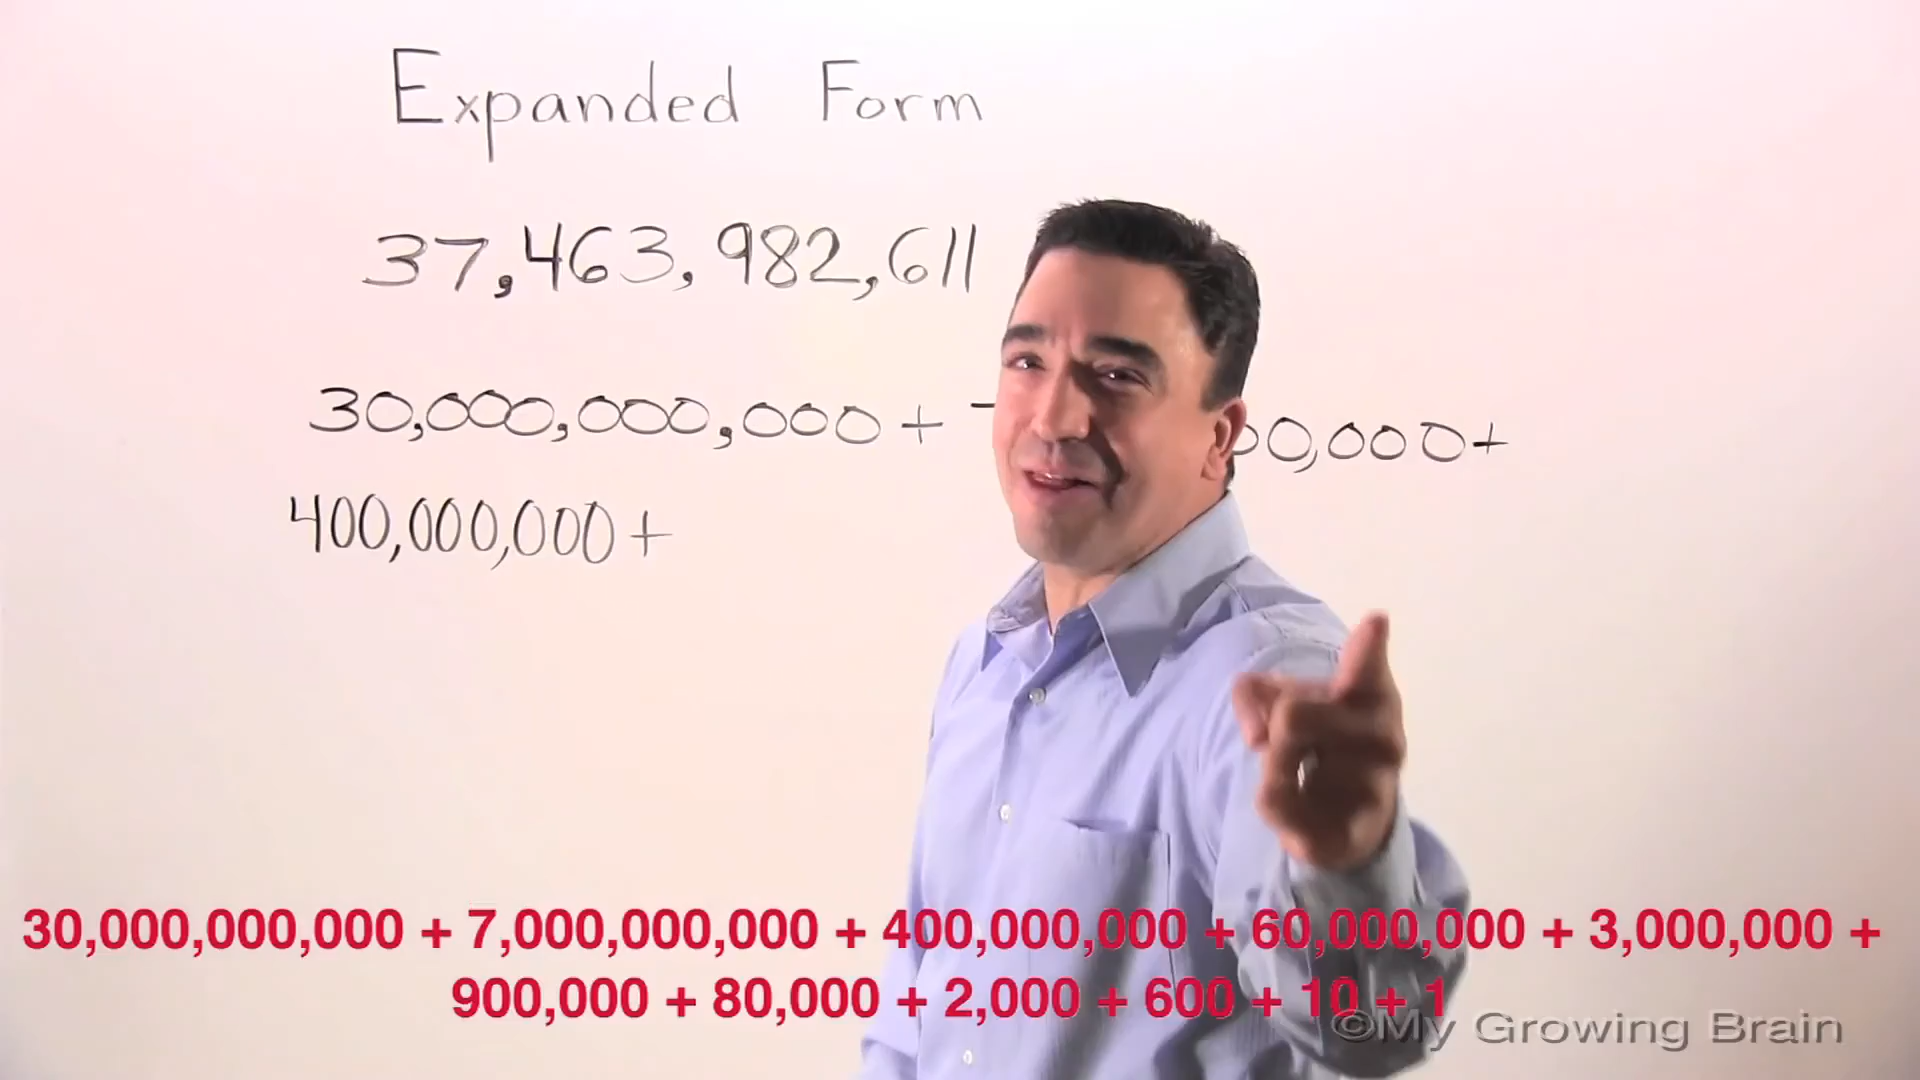 Expanded Form
37,463,982,611
30,000,000,000 + 00,000+
400,000,000 +
30,000,000,000 + 7,000,000,000 + 400,000,000 + 60,000,000 + 3,000,000 +
900,000 + 80,000 + 2,000 + 600 + 10 + 1
©My Growing Brain